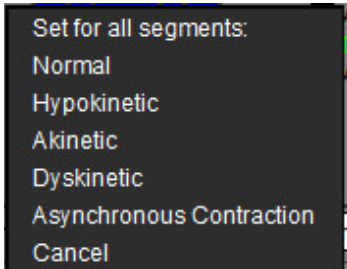 Set for all segments:
Normal
Hypokinetic
Akinetic
Dyskinetic
Asynchronous Contraction
Cancel